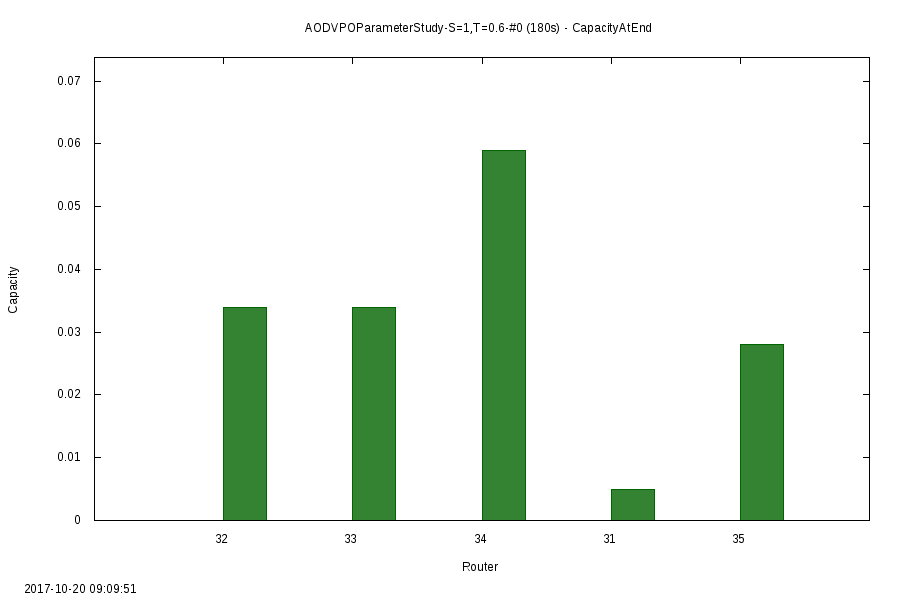 AODVPOParameterStudy-S=1,T=0.6-#0 (180s) - CapacityAtEnd
0.07
0.06
0.05
0.04
0.03
0.02
0.01
0
Capacity
32 33 34 31 35
Router
2017-10-20 09:09:51